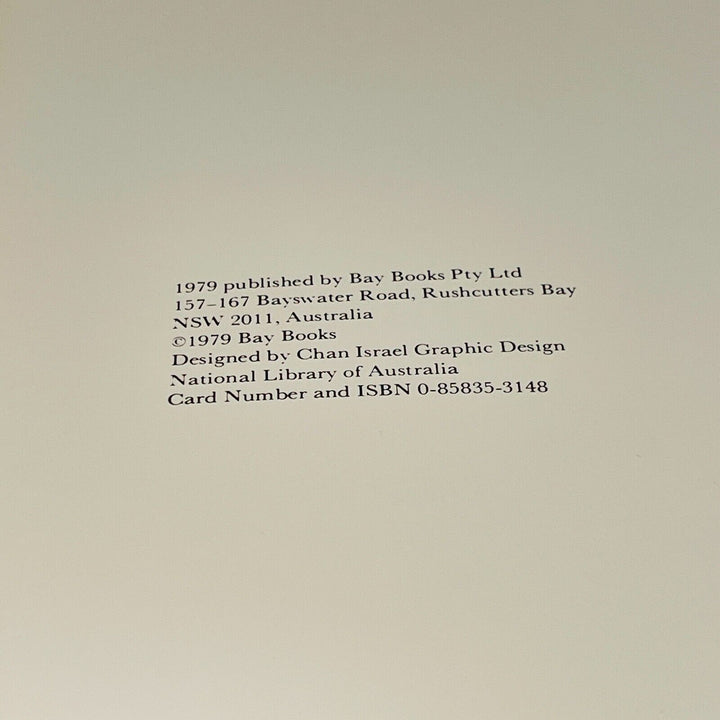 1979 published by Bay Books Pty Ltd
157–167 Bayswater Road, Rushcutters Bay
NSW 2011, Australia
©1979 Bay Books
Designed by Chan Israel Graphic Design
National Library of Australia
Card Number and ISBN 0-85835-3148